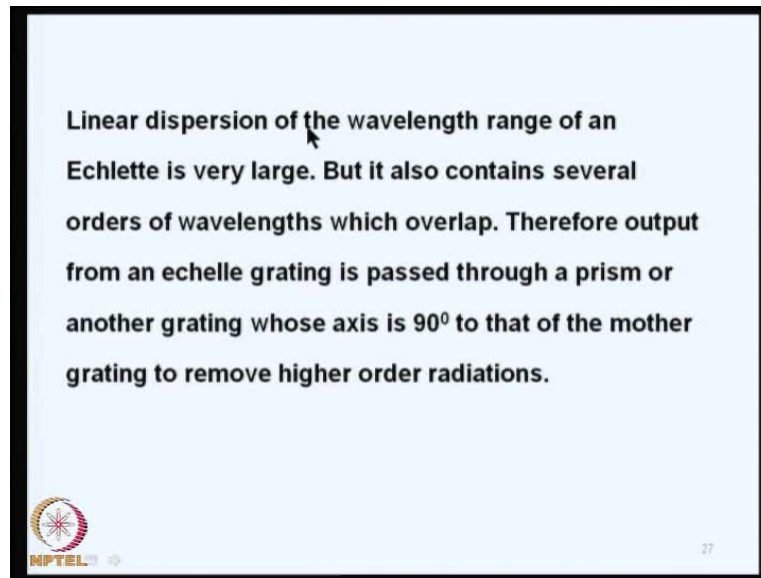 Linear dispersion of the wavelength range of an
Echlette is very large. But it also contains several
orders of wavelengths which overlap. Therefore output
from an echelle grating is passed through a prism or
another grating whose axis is 90⁰ to that of the mother
grating to remove higher order radiations.
27
NPTEL